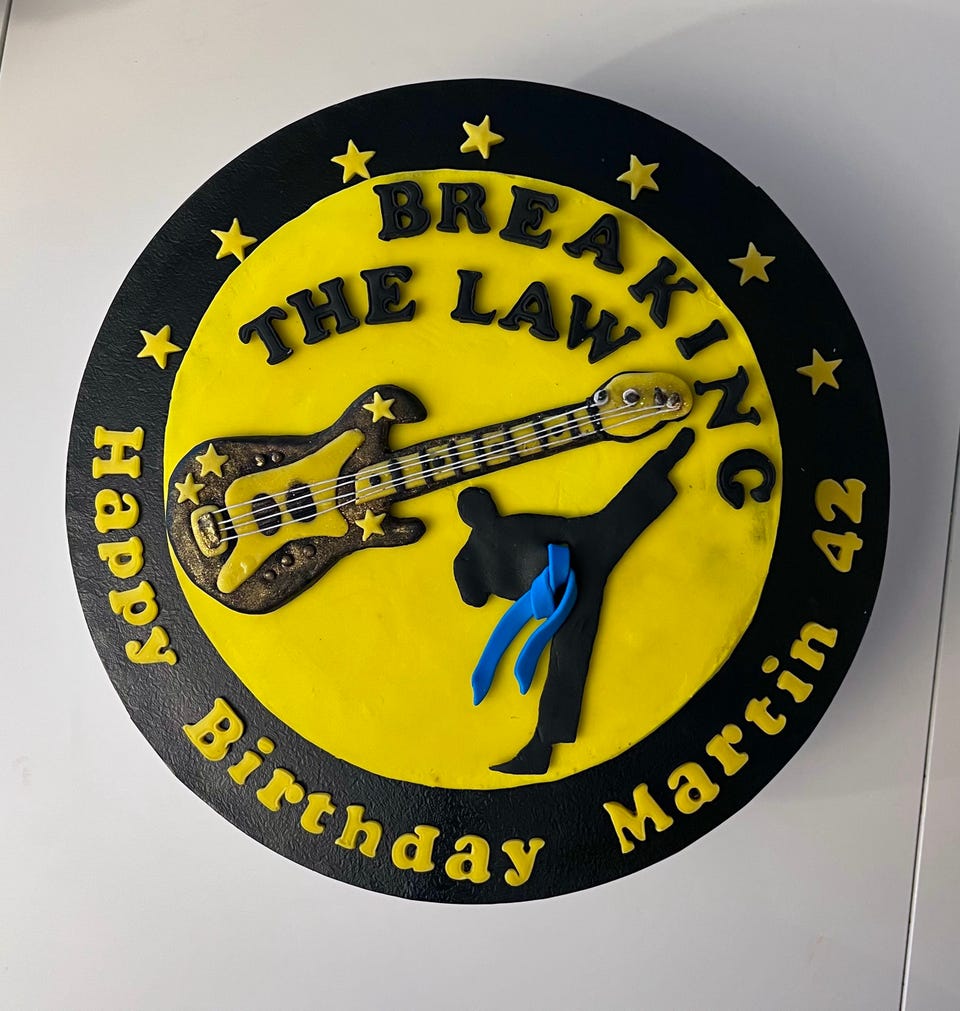 BREAKING
THE LAW
Happy Birthday Martin 42